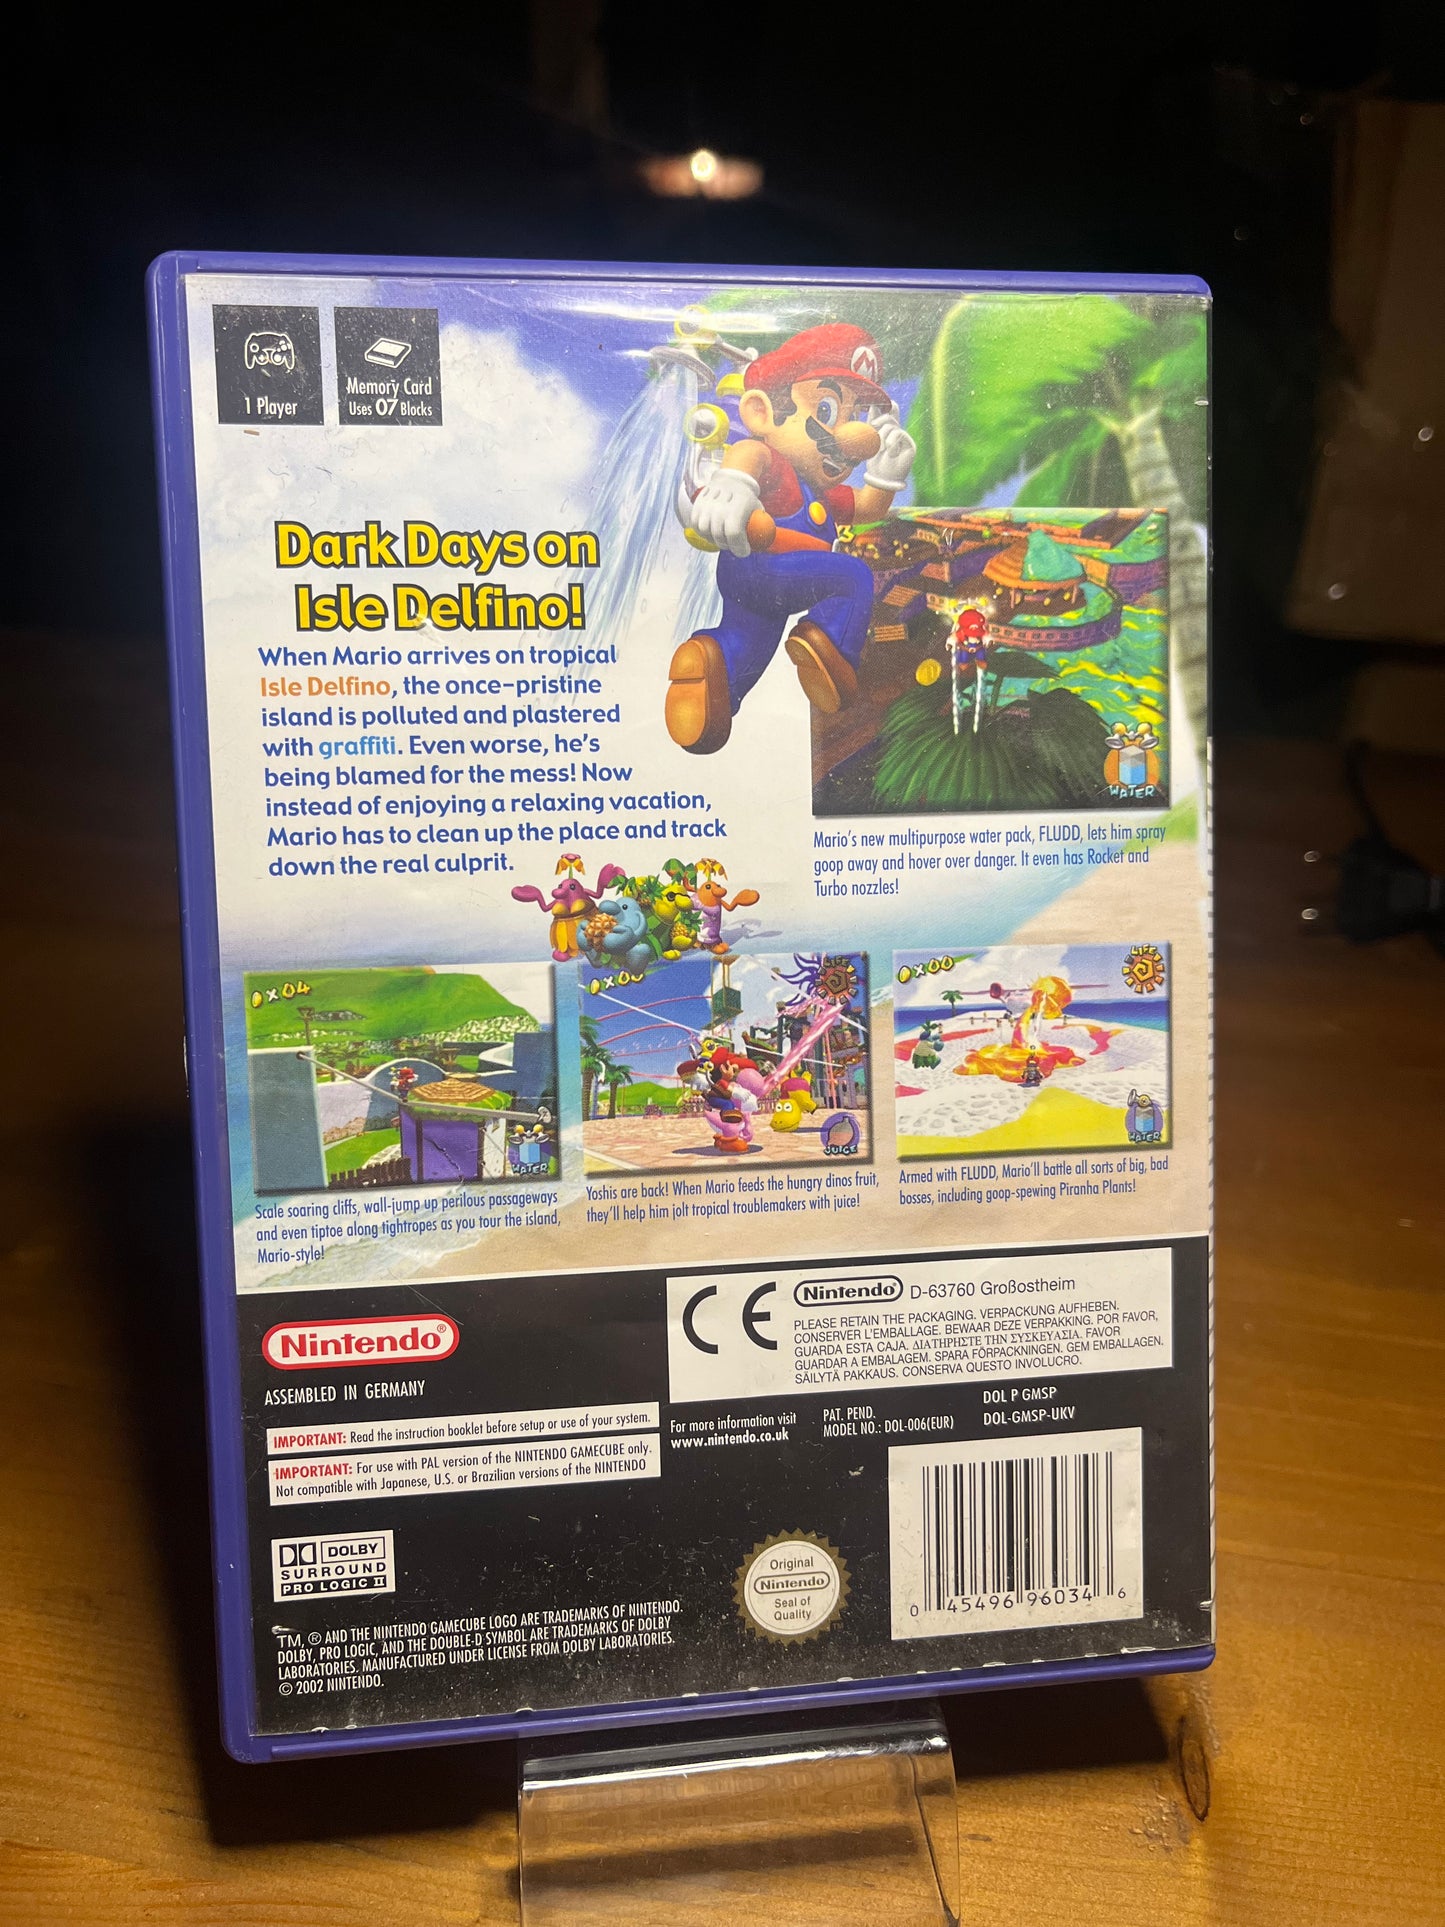 1 Player
Memory Card
Uses 07 Blocks
Dark Days on
Isle Delfino!
When Mario arrives on tropical
Isle Delfino, the once-pristine
island is polluted and plastered
with graffiti. Even worse, he's
being blamed for the mess! Now
instead of enjoying a relaxing vacation,
Mario has to clean up the place and track
down the real culprit.
WATER
Mario's new multipurpose water pack, FLUDD, lets him spray
goop away and hover over danger. It even has Rocket and
Turbo nozzles!
x04
WATER
Scale soaring cliffs, wall-jump up perilous passageways
and even tiptoe along tightropes as you tour the island,
Mario-style!
LIFE
JUICE
Yoshis are back! When Mario feeds the hungry dinos fruit,
they'll help him jolt tropical troublemakers with juice!
x00
LIFE
WATER
Armed with FLUDD, Mario'll battle all sorts of big, bad
bosses, including goop-spewing Piranha Plants!
Nintendo®
ASSEMBLED IN GERMANY
IMPORTANT: Read the instruction booklet before setup or use of your system.
IMPORTANT: For use with PAL version of the NINTENDO GAMECUBE only.
Not compatible with Japanese, U.S. or Brazilian versions of the NINTENDO
CE
Nintendo® D-63760 Großostheim
PLEASE RETAIN THE PACKAGING. VERPACKUNG AUFHEBEN.
CONSERVER L'EMBALLAGE. BEWAAR DEZE VERPAKKING. POR FAVOR,
GUARDA ESTA CAJA. ΔΙΑΤΗΡΗΣΤΕ ΤΗΝ ΣΥΣΚΕΥΑΣΙΑ. FAVOR
GUARDAR A EMBALAGEM. SPARA FÖRPACKNINGEN. GEM EMBALLAGEN.
SÄILYTÄ PAKKAUS. CONSERVA QUESTO INVOLUCRO.
For more information visit
www.nintendo.co.uk
PAT. PEND.
MODEL NO.: DOL-006(EUR)
DOL P GMSP
DOL-GMSP-UKV
DOLBY
SURROUND
PRO LOGIC II
TM, ® AND THE NINTENDO GAMECUBE LOGO ARE TRADEMARKS OF NINTENDO.
DOLBY, PRO LOGIC, AND THE DOUBLE-D SYMBOL ARE TRADEMARKS OF DOLBY
LABORATORIES. MANUFACTURED UNDER LICENSE FROM DOLBY LABORATORIES.
© 2002 NINTENDO.
Original
Nintendo
Seal of
Quality
0 45496 96034 6